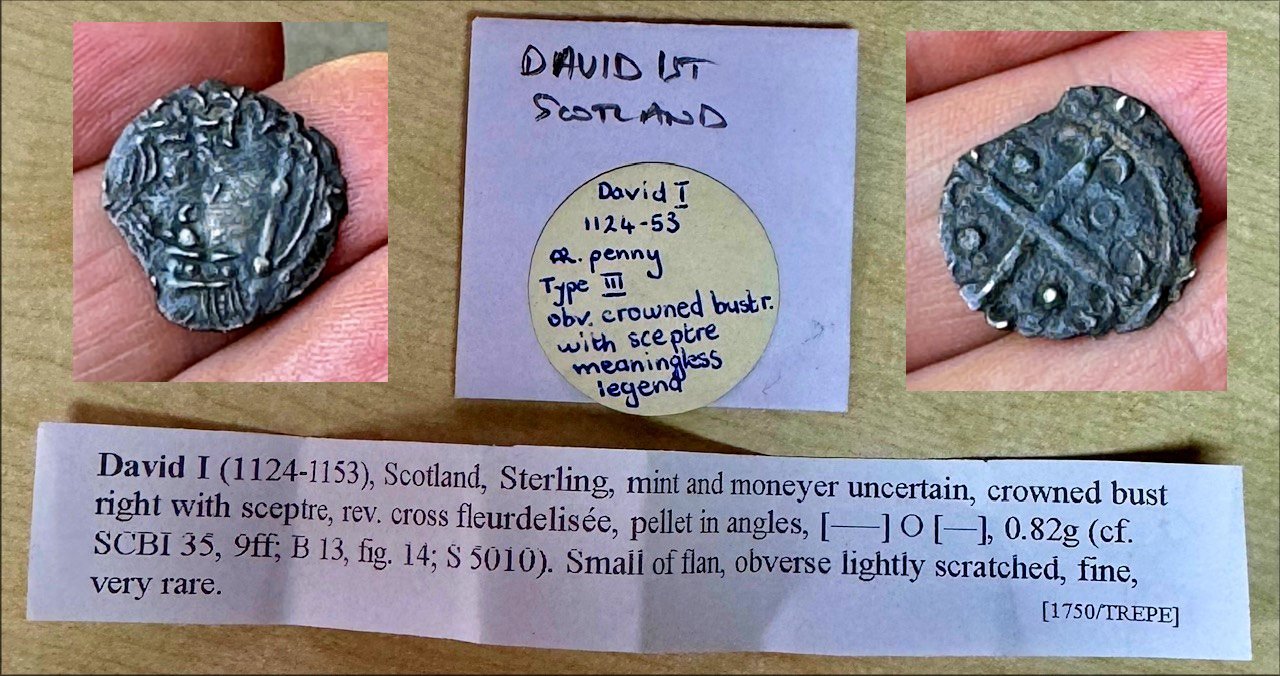 DAVID IST
SCOTLAND
David I
1124-53
AR. penny
Type III
obv. crowned bust r.
with sceptre
meaningless
legend
David I (1124-1153), Scotland, Sterling, mint and moneyer uncertain, crowned bust
right with sceptre, rev. cross fleurdelisée, pellet in angles, [——] O [—], 0.82g (cf.
SCBI 35, 9ff; B 13, fig. 14; S 5010). Small of flan, obverse lightly scratched, fine,
very rare.
[1750/TREPE]